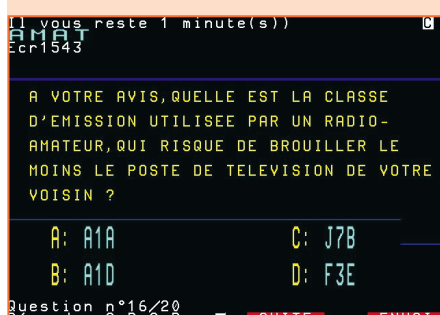 Il vous reste 1 minute(s))
C
AMAT
Ecr1543
A VOTRE AVIS,QUELLE EST LA CLASSE
D'EMISSION UTILISEE PAR UN RADIO-
AMATEUR,QUI RISQUE DE BROUILLER LE
MOINS LE POSTE DE TELEVISION DE VOTRE
VOISIN ?
A: A1A C: J7B
B: A1D D: F3E
Question n°16/20